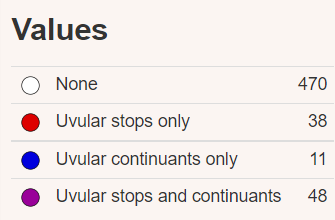 Values
None 470
Uvular stops only 38
Uvular continuants only 11
Uvular stops and continuants 48